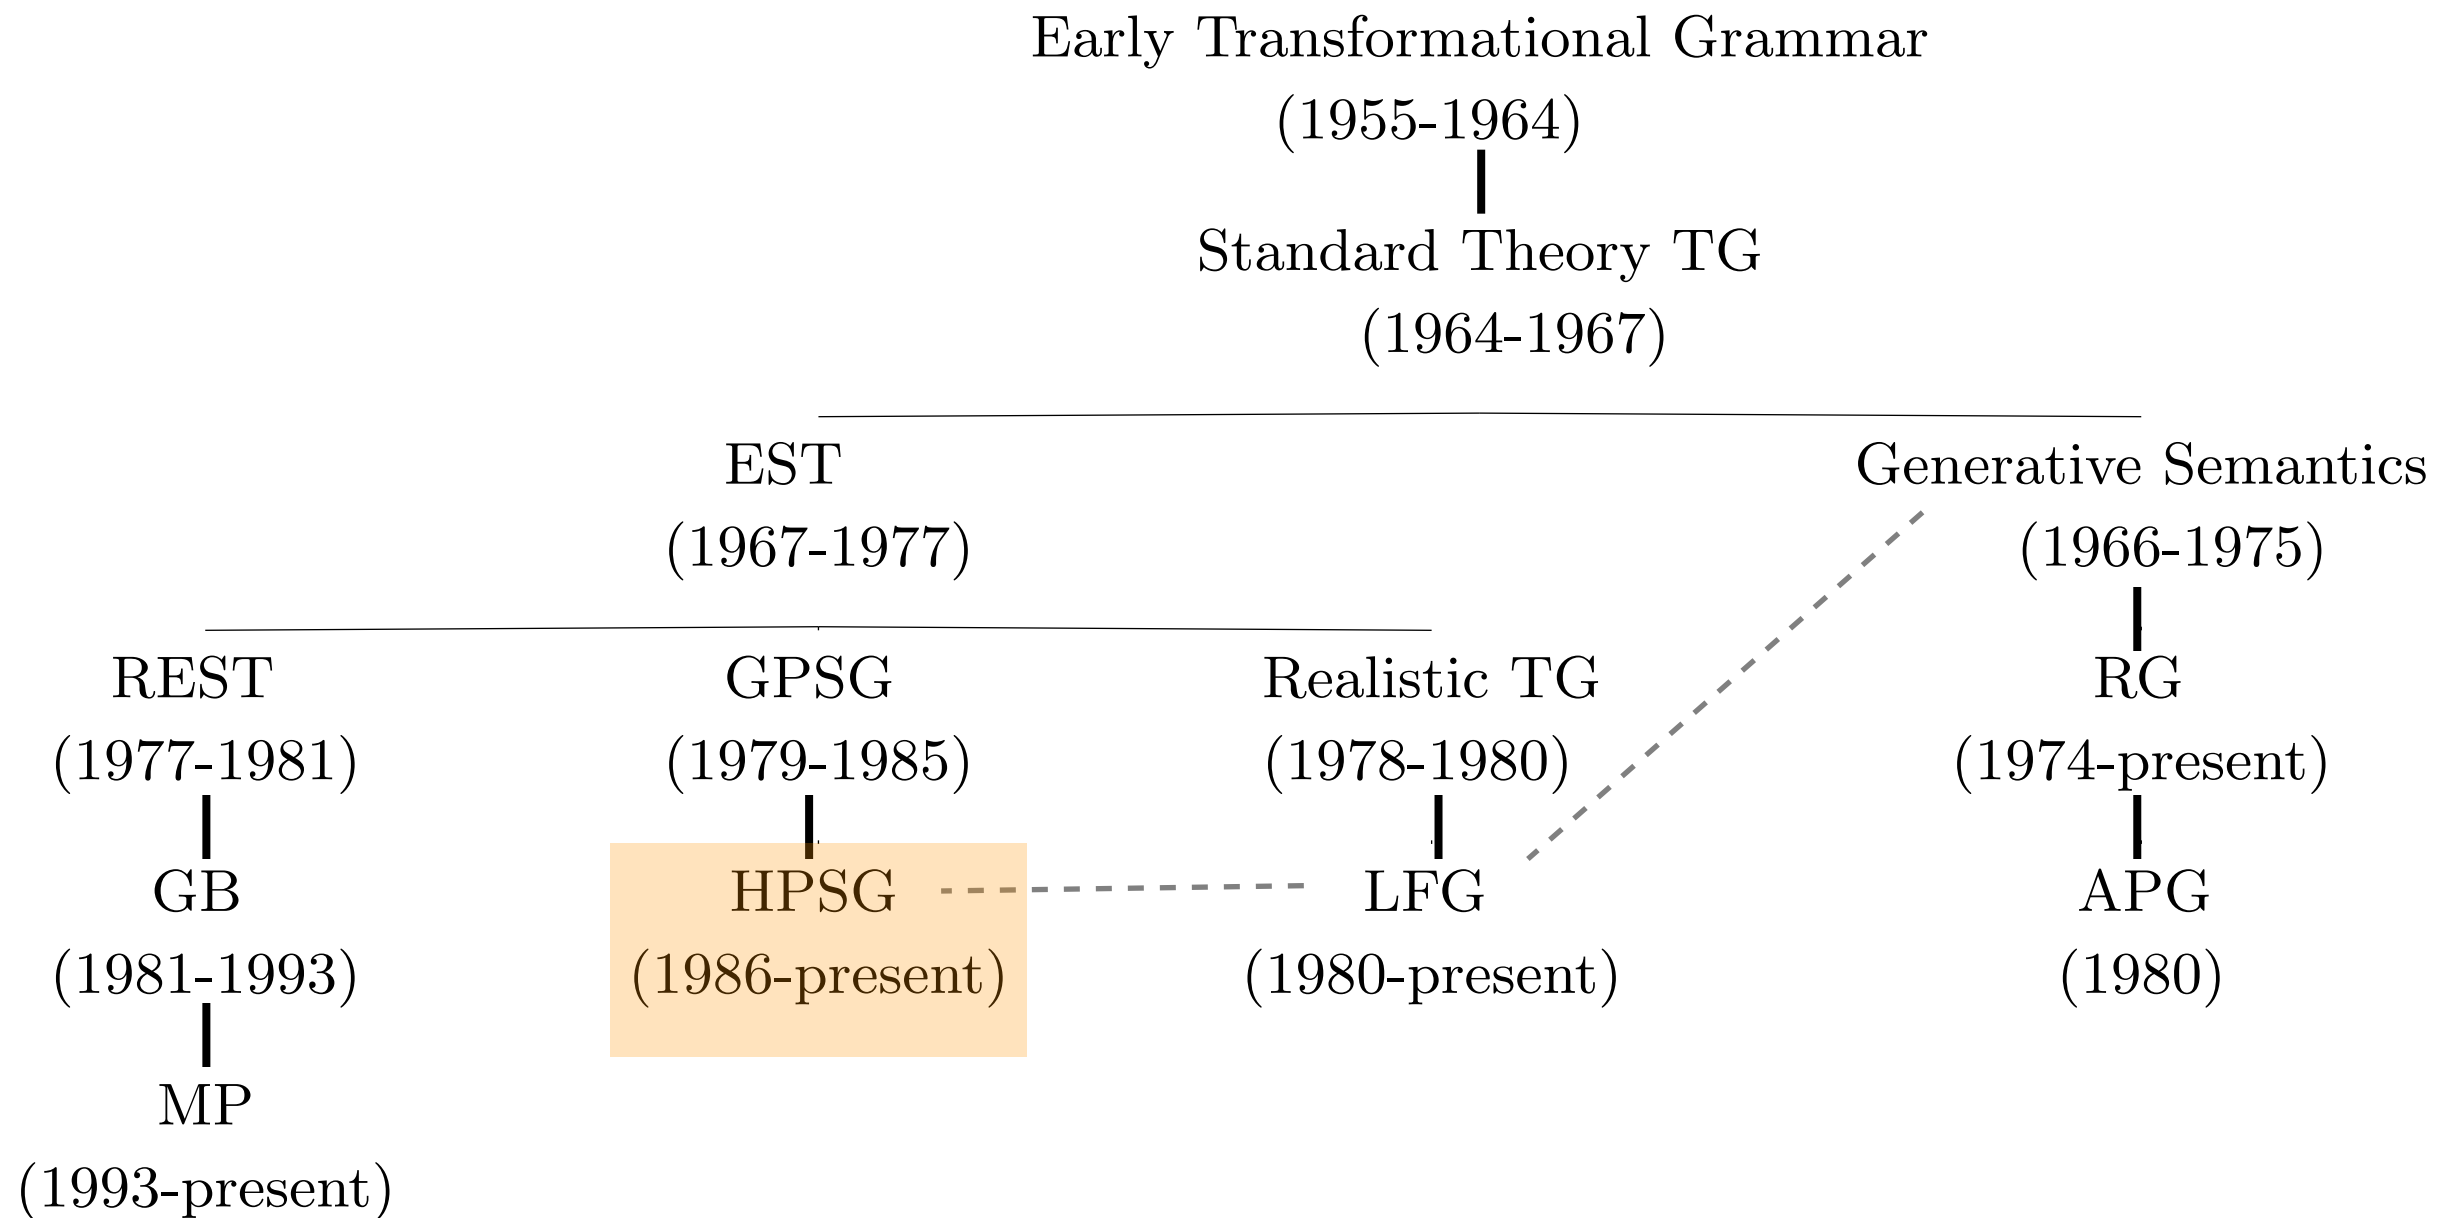 Early Transformational Grammar
(1955-1964)
Standard Theory TG
(1964-1967)
EST
(1967-1977)
Generative Semantics
(1966-1975)
REST
(1977-1981)
GPSG
(1979-1985)
Realistic TG
(1978-1980)
RG
(1974-present)
GB
(1981-1993)
HPSG
(1986-present)
LFG
(1980-present)
APG
(1980)
MP
(1993-present)